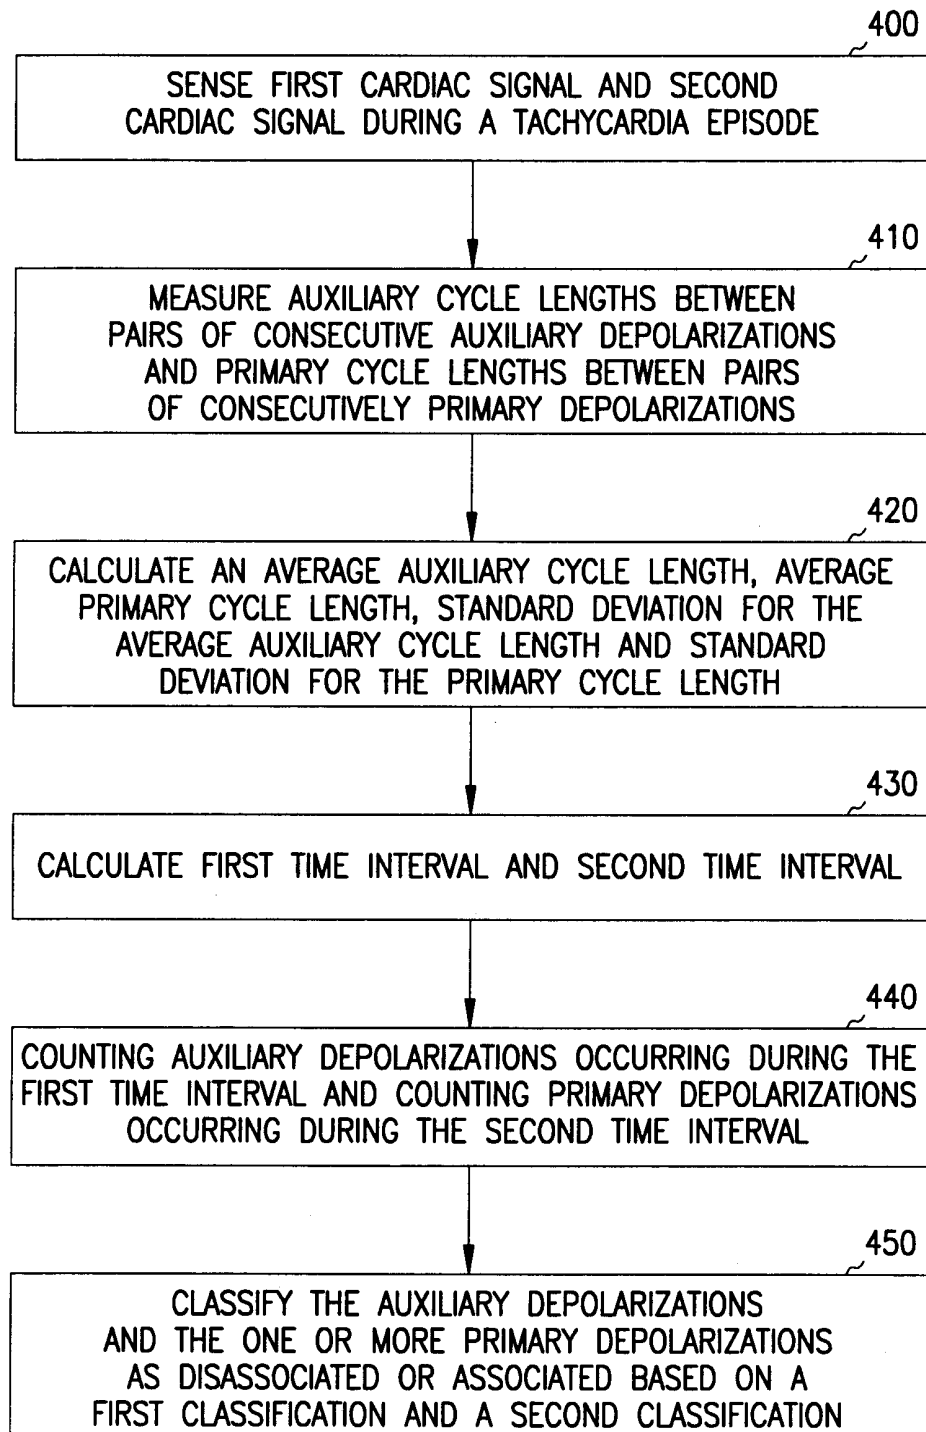 400
SENSE FIRST CARDIAC SIGNAL AND SECOND
CARDIAC SIGNAL DURING A TACHYCARDIA EPISODE
410
MEASURE AUXILIARY CYCLE LENGTHS BETWEEN
PAIRS OF CONSECUTIVE AUXILIARY DEPOLARIZATIONS
AND PRIMARY CYCLE LENGTHS BETWEEN PAIRS
OF CONSECUTIVELY PRIMARY DEPOLARIZATIONS
420
CALCULATE AN AVERAGE AUXILIARY CYCLE LENGTH, AVERAGE
PRIMARY CYCLE LENGTH, STANDARD DEVIATION FOR THE
AVERAGE AUXILIARY CYCLE LENGTH AND STANDARD
DEVIATION FOR THE PRIMARY CYCLE LENGTH
430
CALCULATE FIRST TIME INTERVAL AND SECOND TIME INTERVAL
440
COUNTING AUXILIARY DEPOLARIZATIONS OCCURRING DURING THE
FIRST TIME INTERVAL AND COUNTING PRIMARY DEPOLARIZATIONS
OCCURRING DURING THE SECOND TIME INTERVAL
450
CLASSIFY THE AUXILIARY DEPOLARIZATIONS
AND THE ONE OR MORE PRIMARY DEPOLARIZATIONS
AS DISASSOCIATED OR ASSOCIATED BASED ON A
FIRST CLASSIFICATION AND A SECOND CLASSIFICATION